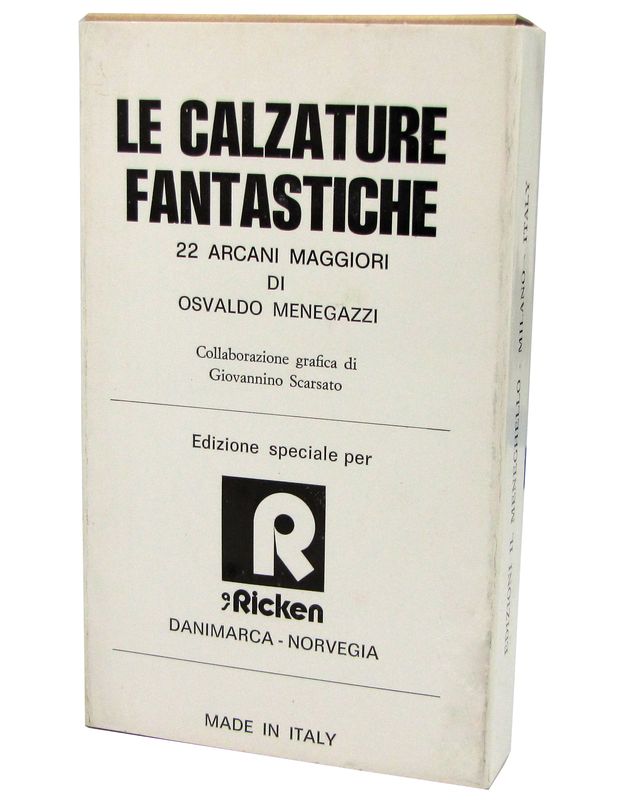 LE CALZATURE
FANTASTICHE
22 ARCANI MAGGIORI
DI
OSVALDO MENEGAZZI
Collaborazione grafica di
Giovannino Scarsato
Edizione speciale per
R
Ricken
DANIMARCA - NORVEGIA
MADE IN ITALY
EDIZIONI IL MENEGHELLO - MILANO - ITALY